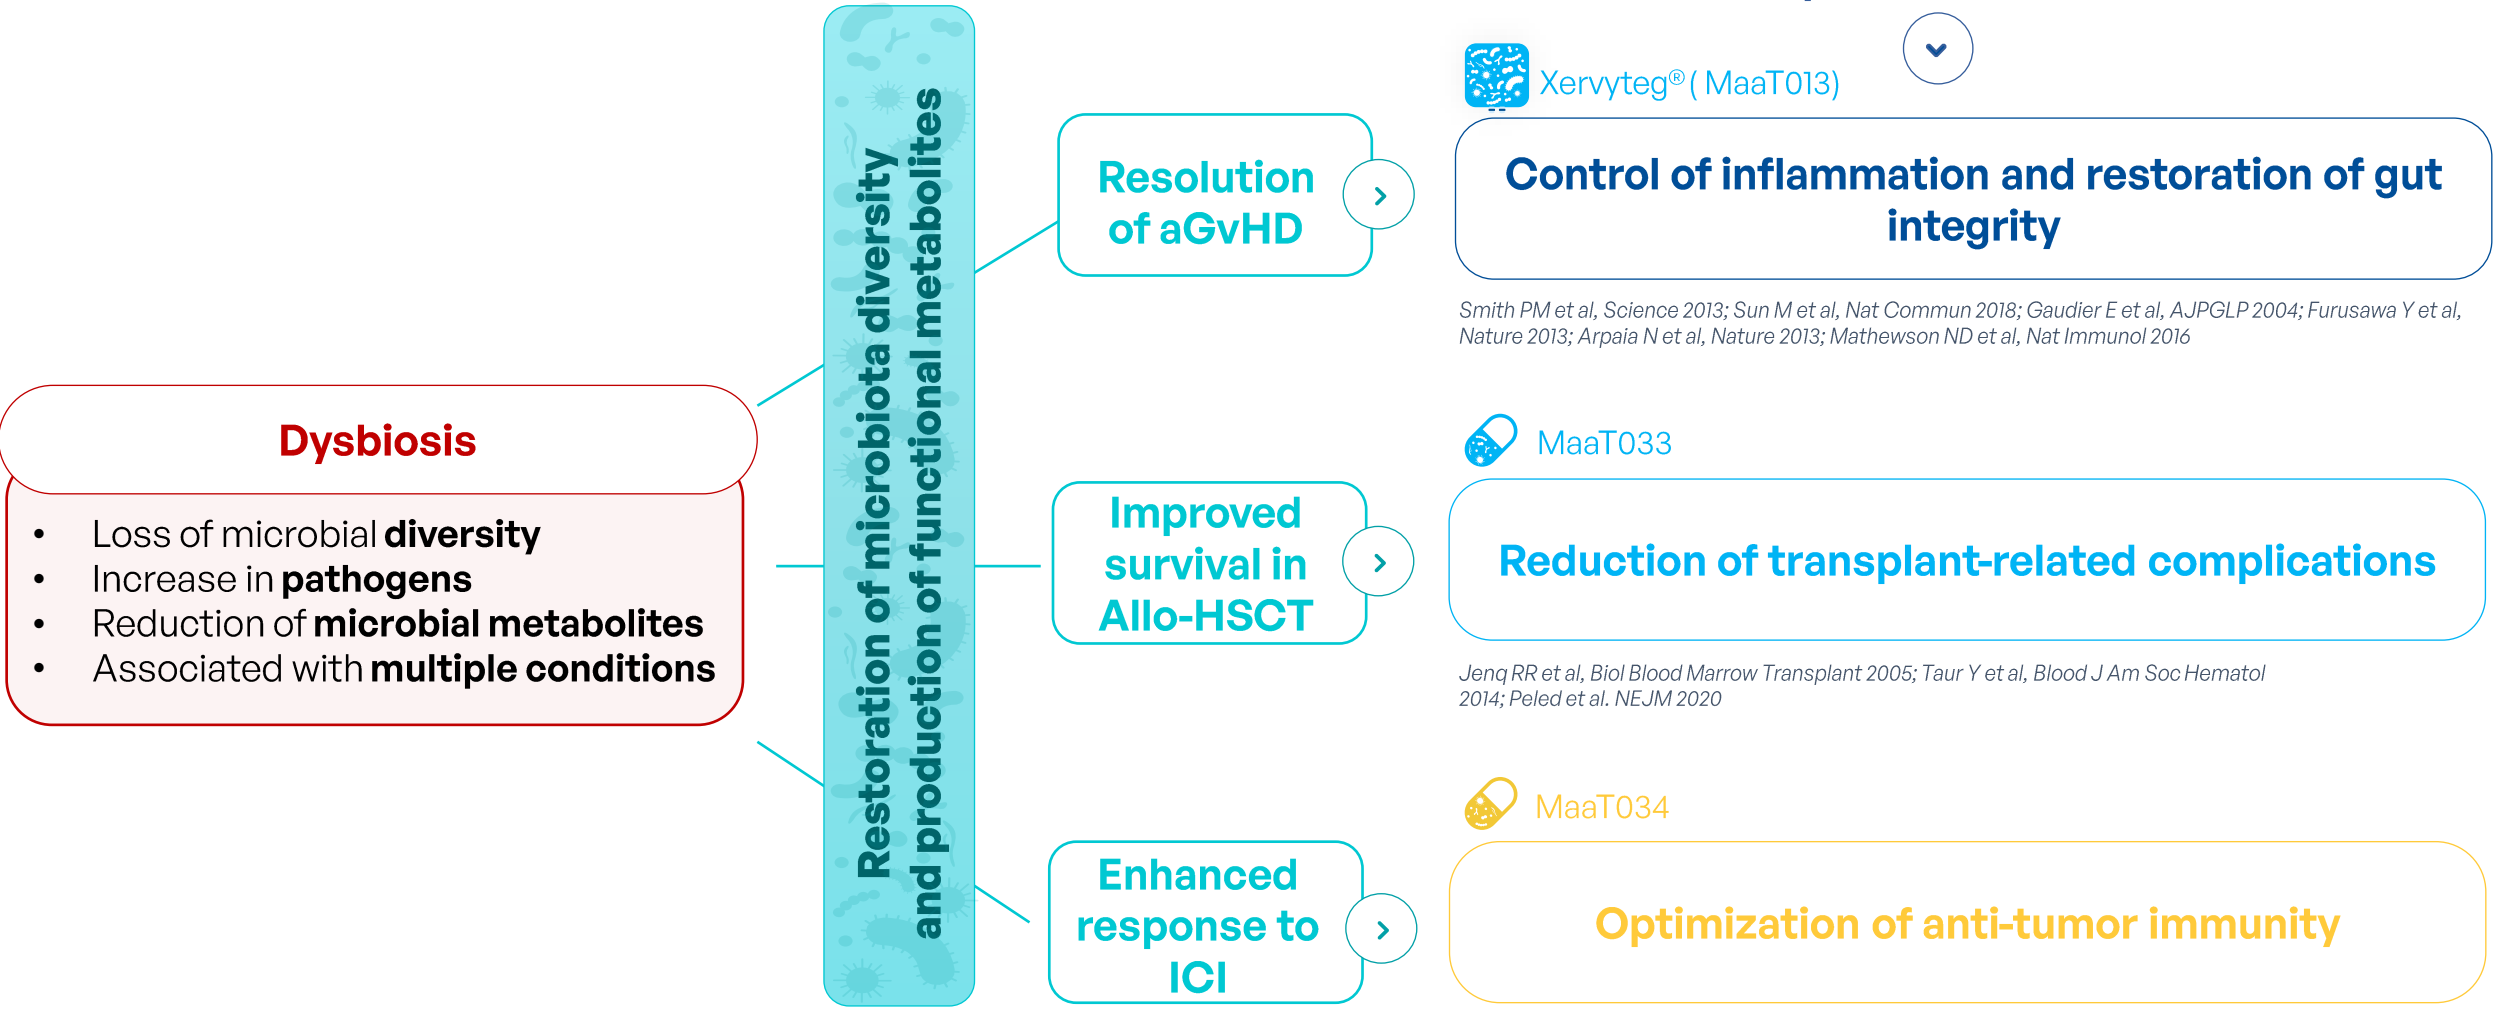 Dysbiosis
• Loss of microbial diversity
• Increase in pathogens
• Reduction of microbial metabolites
• Associated with multiple conditions
Restoration of microbiota diversity
and production of functional metabolites
Resolution
of aGvHD
Xervyteg®( MaaT013)
Control of inflammation and restoration of gut
integrity
Smith PM et al, Science 2013; Sun M et al, Nat Commun 2018; Gaudier E et al, AJPGLP 2004; Furusawa Y et al,
Nature 2013; Arpaia N et al, Nature 2013; Mathewson ND et al, Nat Immunol 2016
Improved
survival in
Allo-HSCT
MaaT033
Reduction of transplant-related complications
Jenq RR et al, Biol Blood Marrow Transplant 2005; Taur Y et al, Blood J Am Soc Hematol
2014; Peled et al. NEJM 2020
Enhanced
response to
ICI
MaaT034
Optimization of anti-tumor immunity